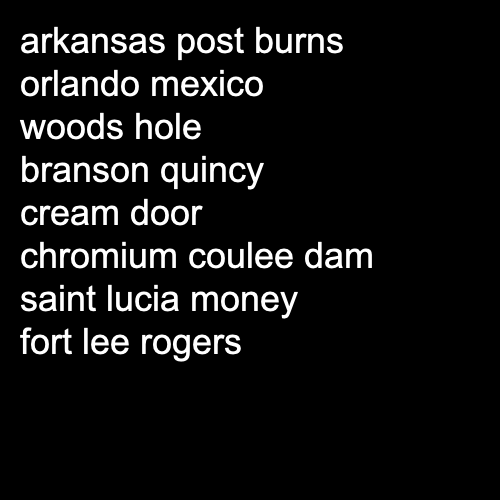 arkansas post burns
orlando mexico
woods hole
branson quincy
cream door
chromium coulee dam
saint lucia money
fort lee rogers